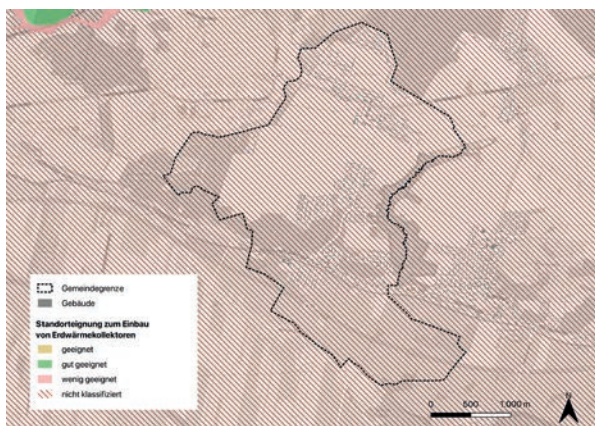 Gemeindegrenze
Gebäude
Standorteignung zum Einbau
von Erdwärmekollektoren
geeignet
gut geeignet
wenig geeignet
nicht klassifiziert
N
0 500 1.000 m